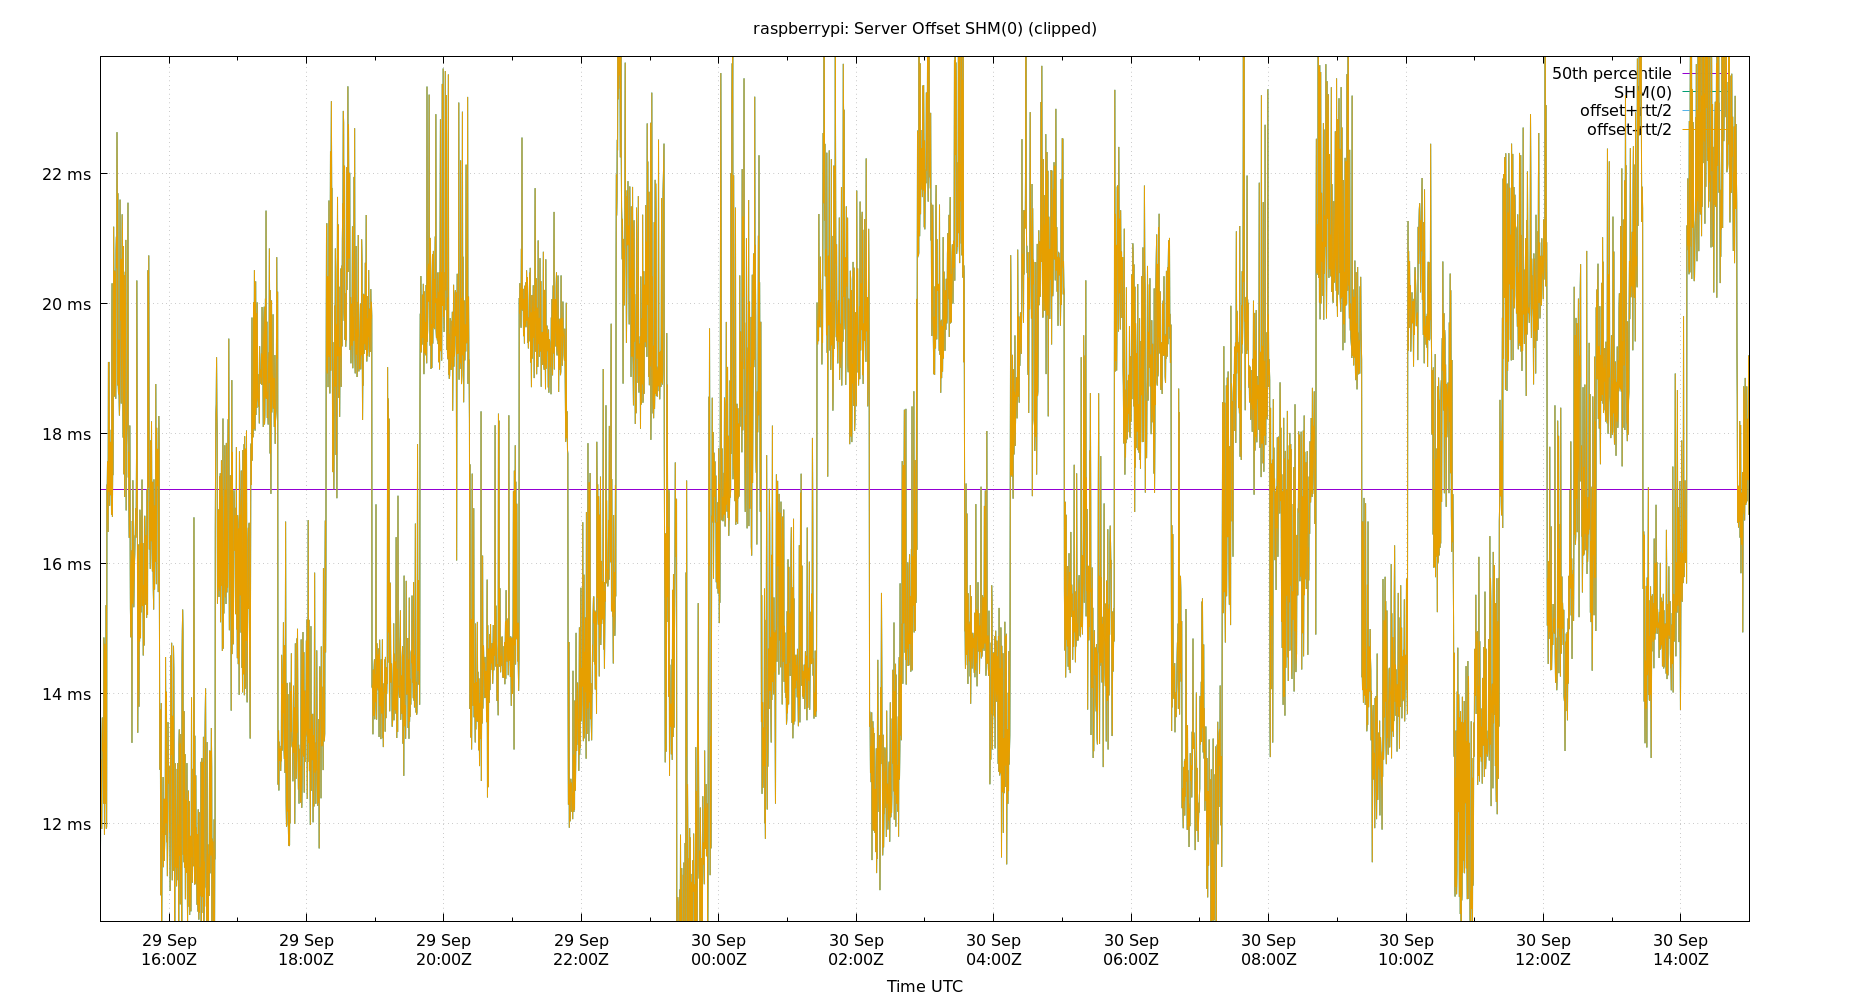 raspberrypi: Server Offset SHM(0) (clipped)
50th percentile
SHM(0)
offset+rtt/2
offset-rtt/2
22 ms
20 ms
18 ms
16 ms
14 ms
12 ms
29 Sep 29 Sep 29 Sep 29 Sep 30 Sep 30 Sep 30 Sep 30 Sep 30 Sep 30 Sep 30 Sep 30 Sep
16:00Z 18:00Z 20:00Z 22:00Z 00:00Z 02:00Z 04:00Z 06:00Z 08:00Z 10:00Z 12:00Z 14:00Z
Time UTC